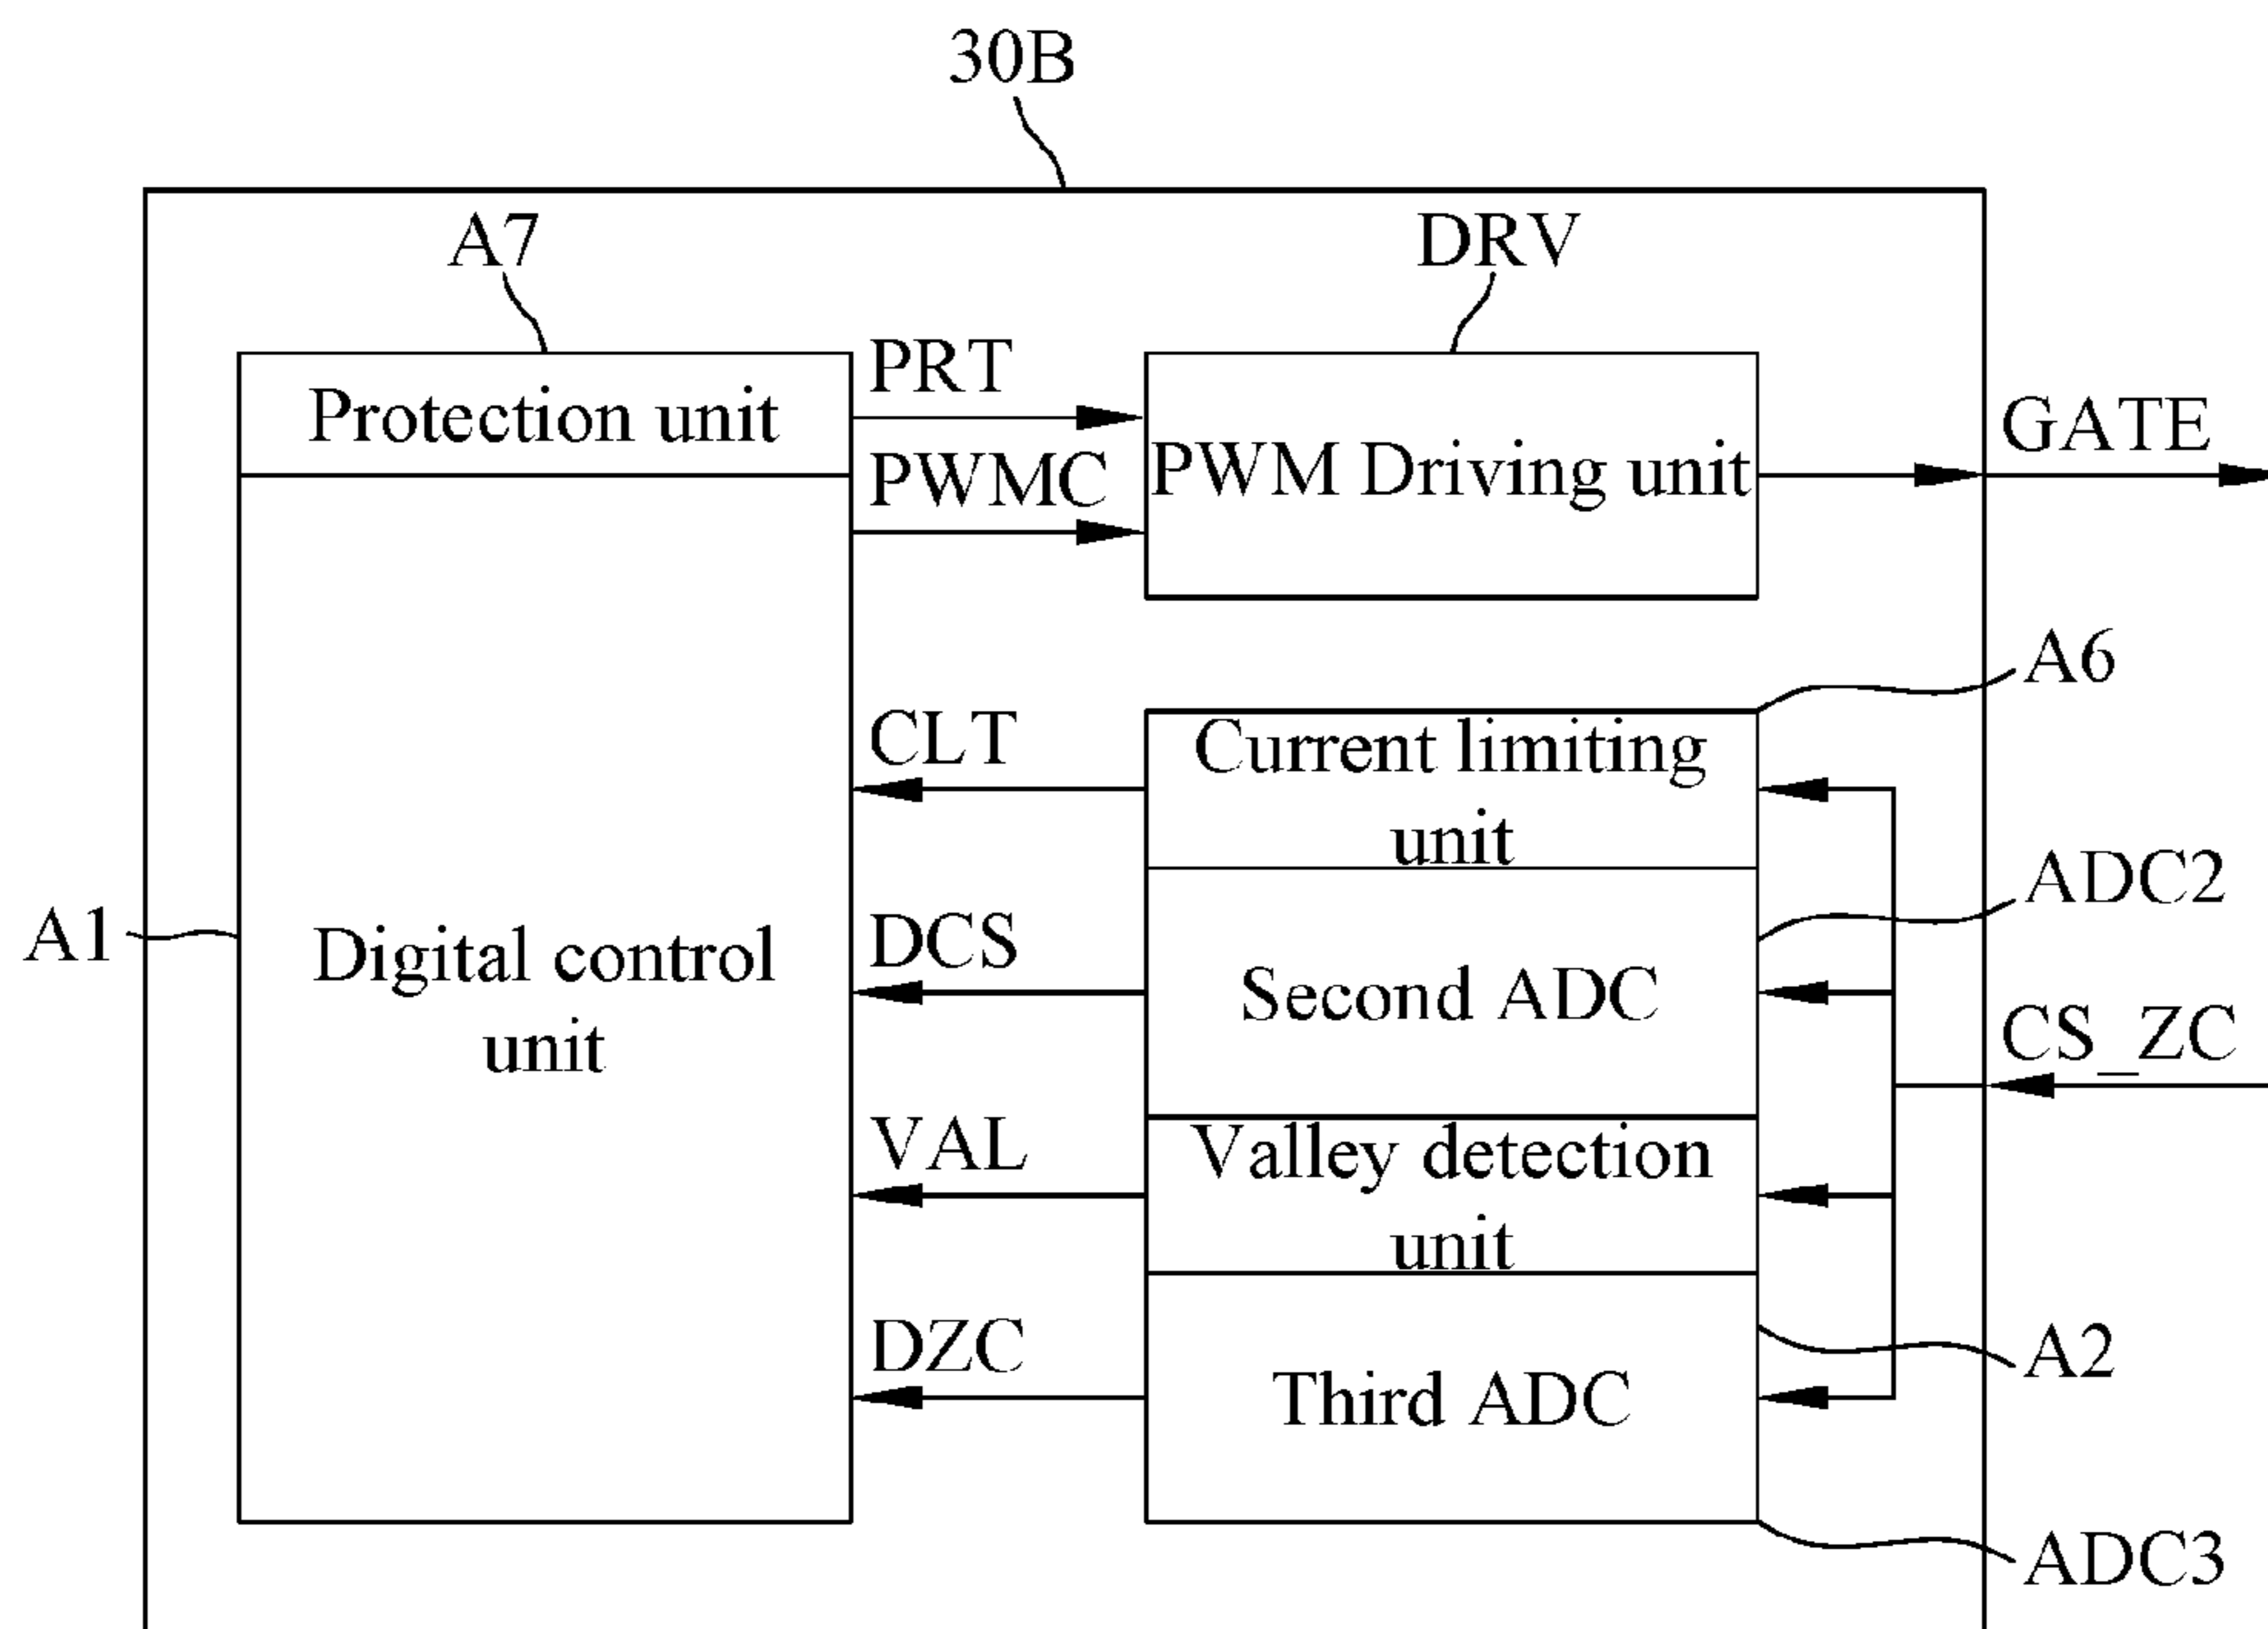 30B
A7
DRV
PRT
Protection unit
GATE
PWMC
PWM Driving unit
A6
CLT
Current limiting
unit
ADC2
A1
DCS
Digital control
unit
Second ADC
CS_ZC
VAL
Valley detection
unit
DZC
A2
Third ADC
ADC3